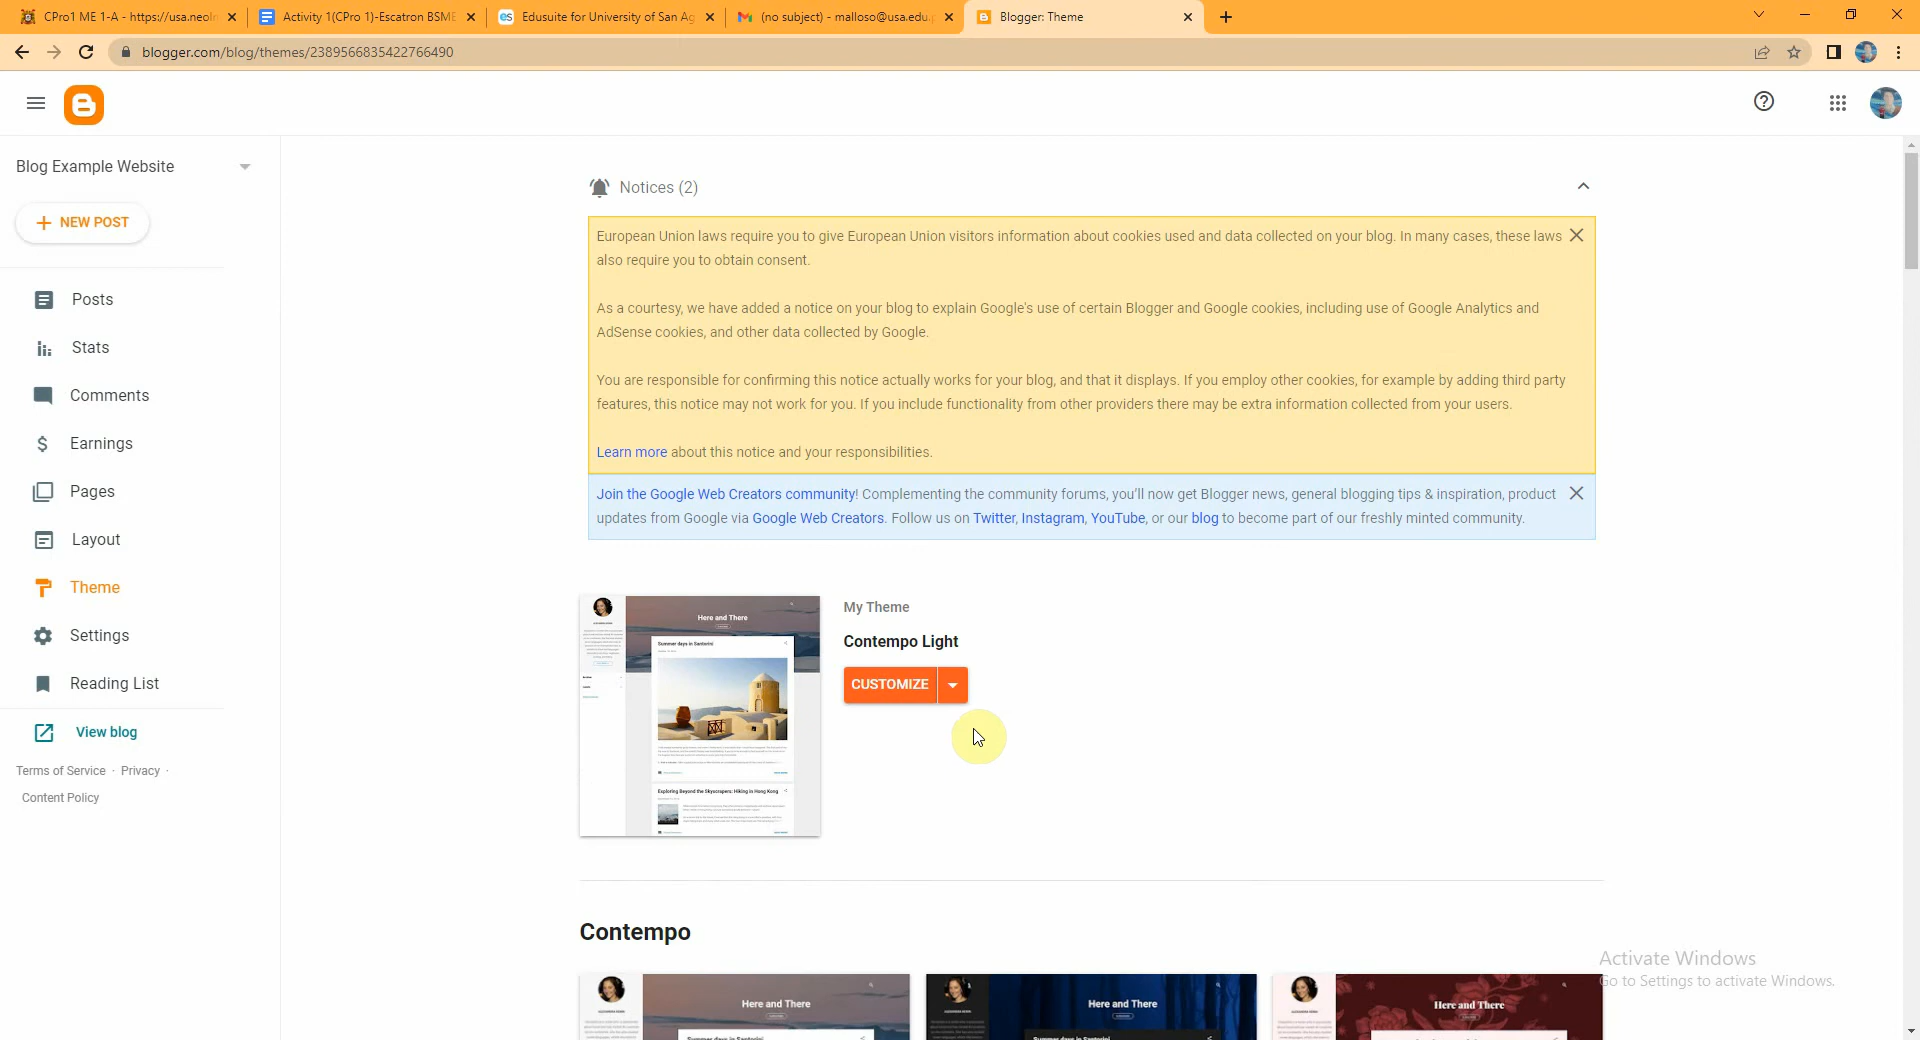 CPro1 ME 1-A - https://usa.neoln
Activity 1(CPro 1)-Escatron BSME
Edusuite for University of San Ag
(no subject) - malloso@usa.edu.p
Blogger: Theme
blogger.com/blog/themes/2389566835422766490
Blog Example Website
NEW POST
Posts
Stats
Comments
Earnings
Pages
Layout
Theme
Settings
Reading List
View blog
Terms of Service · Privacy ·
Content Policy
Notices (2)
European Union laws require you to give European Union visitors information about cookies used and data collected on your blog. In many cases, these laws
also require you to obtain consent.
As a courtesy, we have added a notice on your blog to explain Google's use of certain Blogger and Google cookies, including use of Google Analytics and
AdSense cookies, and other data collected by Google.
You are responsible for confirming this notice actually works for your blog, and that it displays. If you employ other cookies, for example by adding third party
features, this notice may not work for you. If you include functionality from other providers there may be extra information collected from your users.
Learn more about this notice and your responsibilities.
Join the Google Web Creators community! Complementing the community forums, you'll now get Blogger news, general blogging tips & inspiration, product
updates from Google via Google Web Creators. Follow us on Twitter, Instagram, YouTube, or our blog to become part of our freshly minted community.
Here and There
Summer days in Santorini
Exploring Beyond the Skyscrapers: Hiking in Hong Kong
My Theme
Contempo Light
CUSTOMIZE
Contempo
Here and There
Here and There
Here and There
Summer days in Santorini
Summer days in Santorini
Activate Windows
Go to Settings to activate Windows.